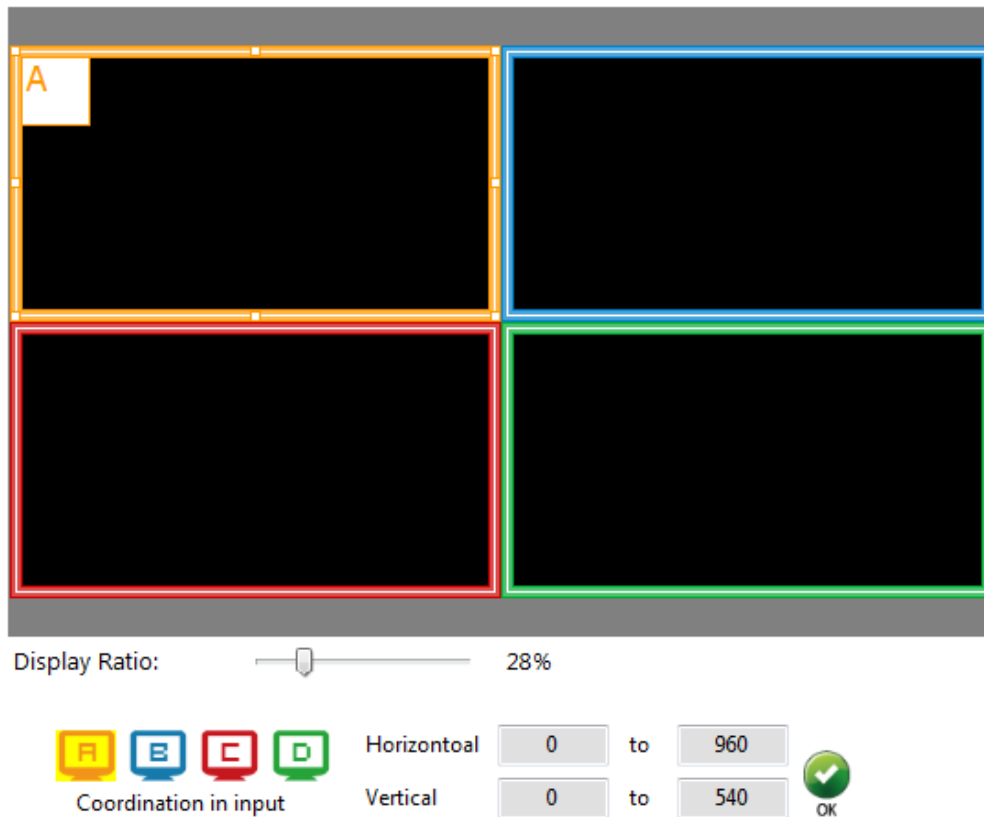 A
Display Ratio: 28%
A B C D Horizontoal 0 to 960
Coordination in input Vertical 0 to 540 OK